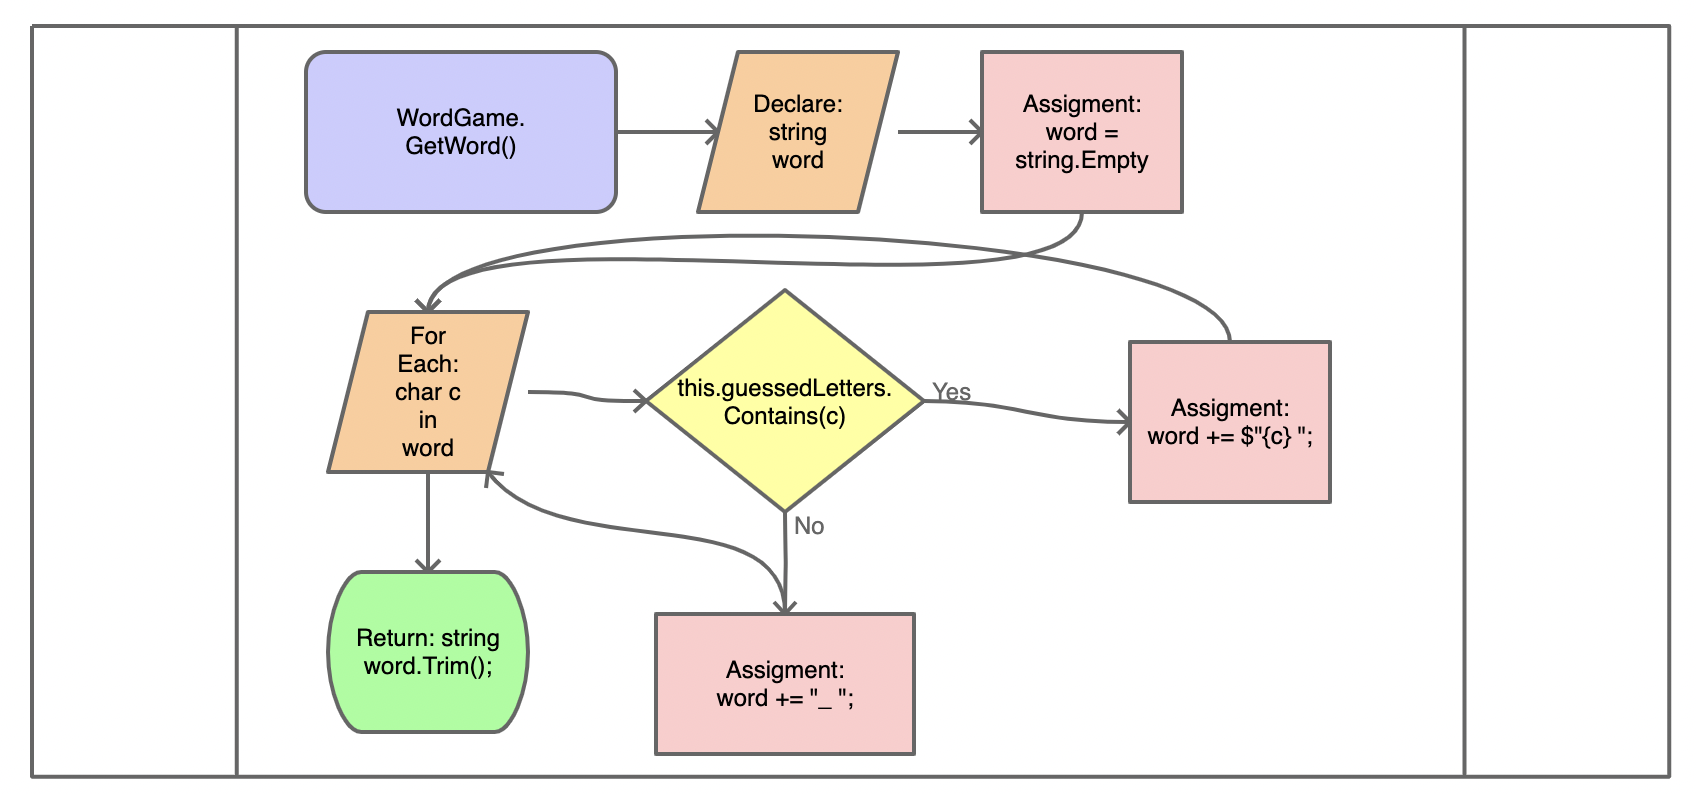 WordGame.
GetWord()
Declare:
string
word
Assigment:
word =
string.Empty
For
Each:
char c
in
word
this.guessedLetters.
Contains(c)
Yes
Assigment:
word += $"{c} ";
No
Return: string
word.Trim();
Assigment:
word += "_ ";